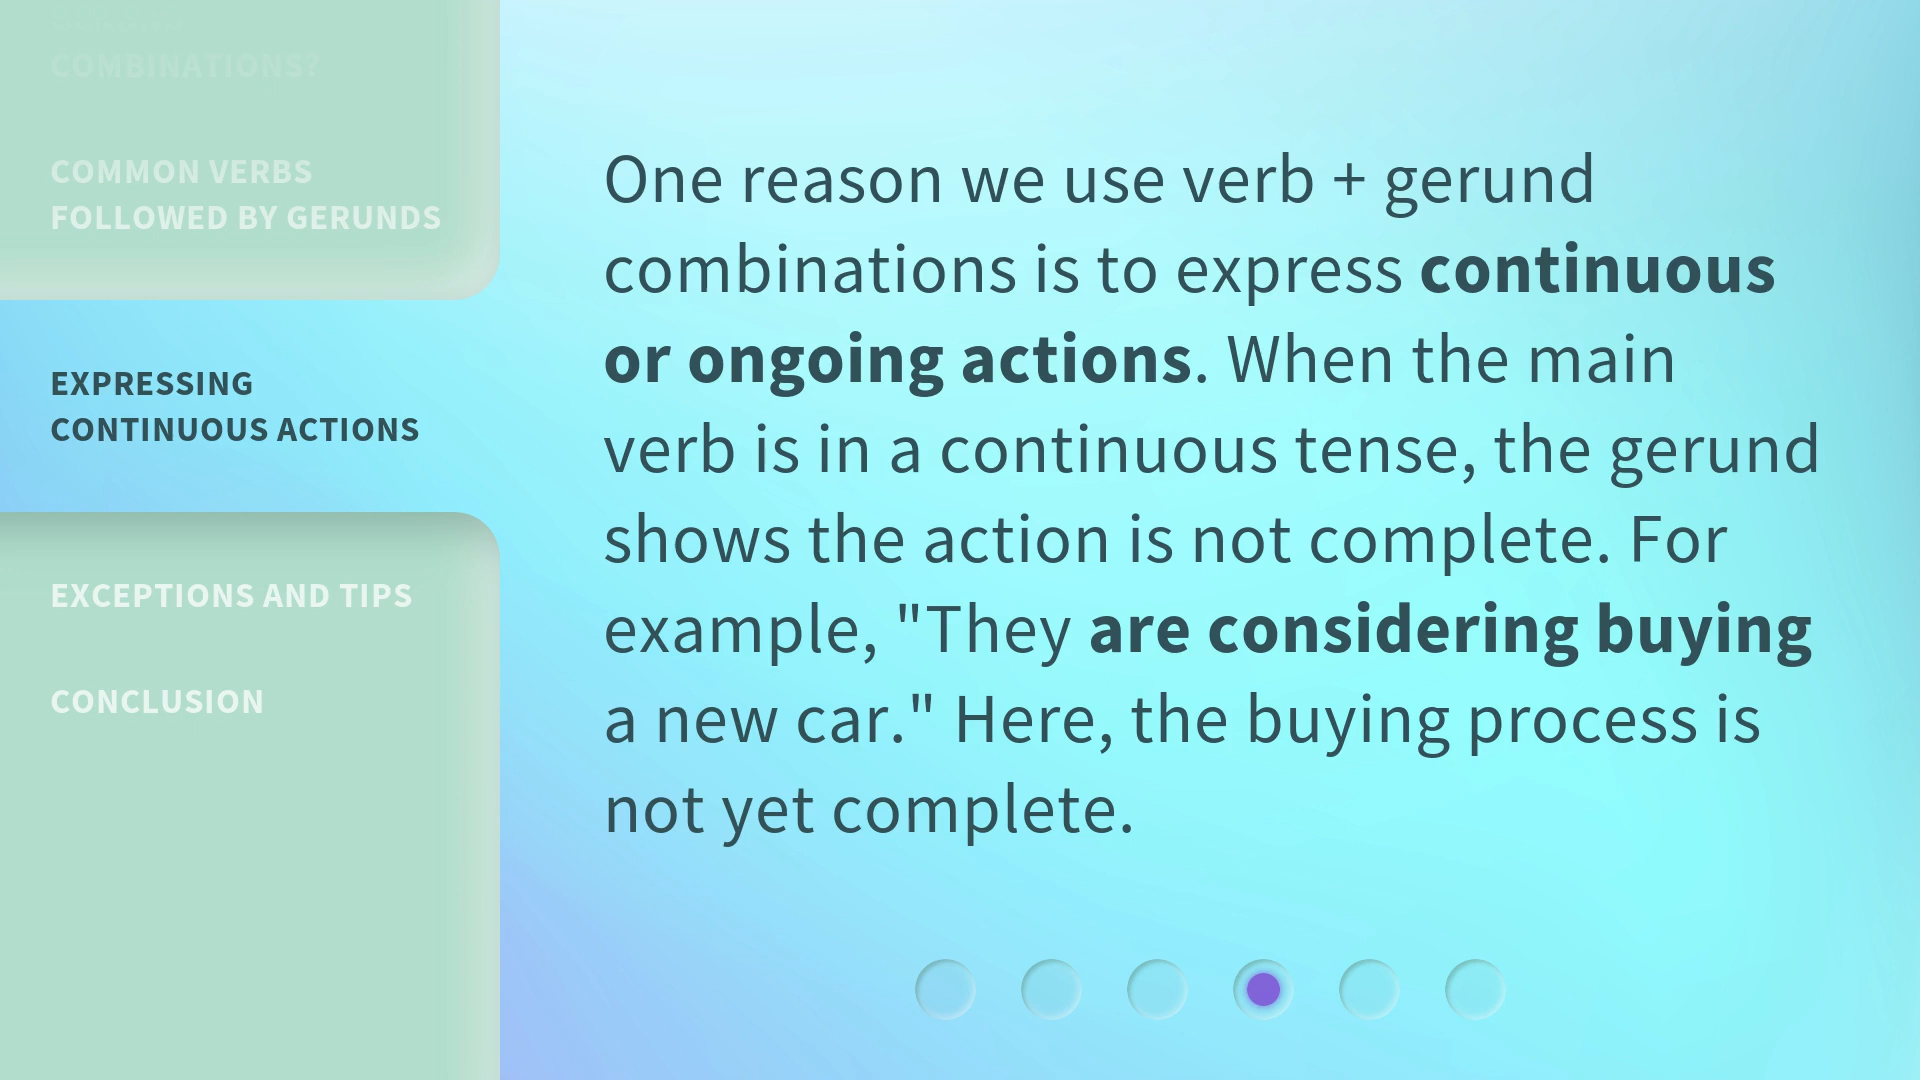 COMBINATIONS?
COMMON VERBS
FOLLOWED BY GERUNDS
EXPRESSING
CONTINUOUS ACTIONS
EXCEPTIONS AND TIPS
CONCLUSION
One reason we use verb + gerund
combinations is to express continuous
or ongoing actions. When the main
verb is in a continuous tense, the gerund
shows the action is not complete. For
example, "They are considering buying
a new car." Here, the buying process is
not yet complete.